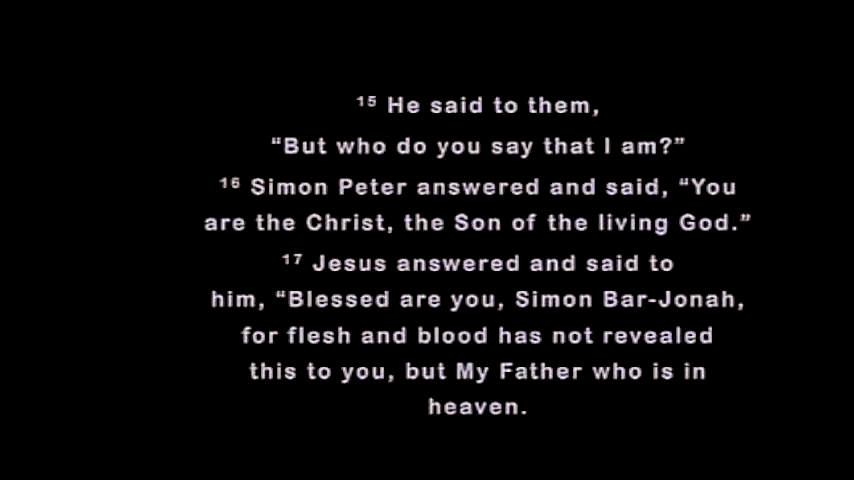 ¹⁵ He said to them,
“But who do you say that I am?”
¹⁶ Simon Peter answered and said, “You
are the Christ, the Son of the living God.”
¹⁷ Jesus answered and said to
him, “Blessed are you, Simon Bar-Jonah,
for flesh and blood has not revealed
this to you, but My Father who is in
heaven.